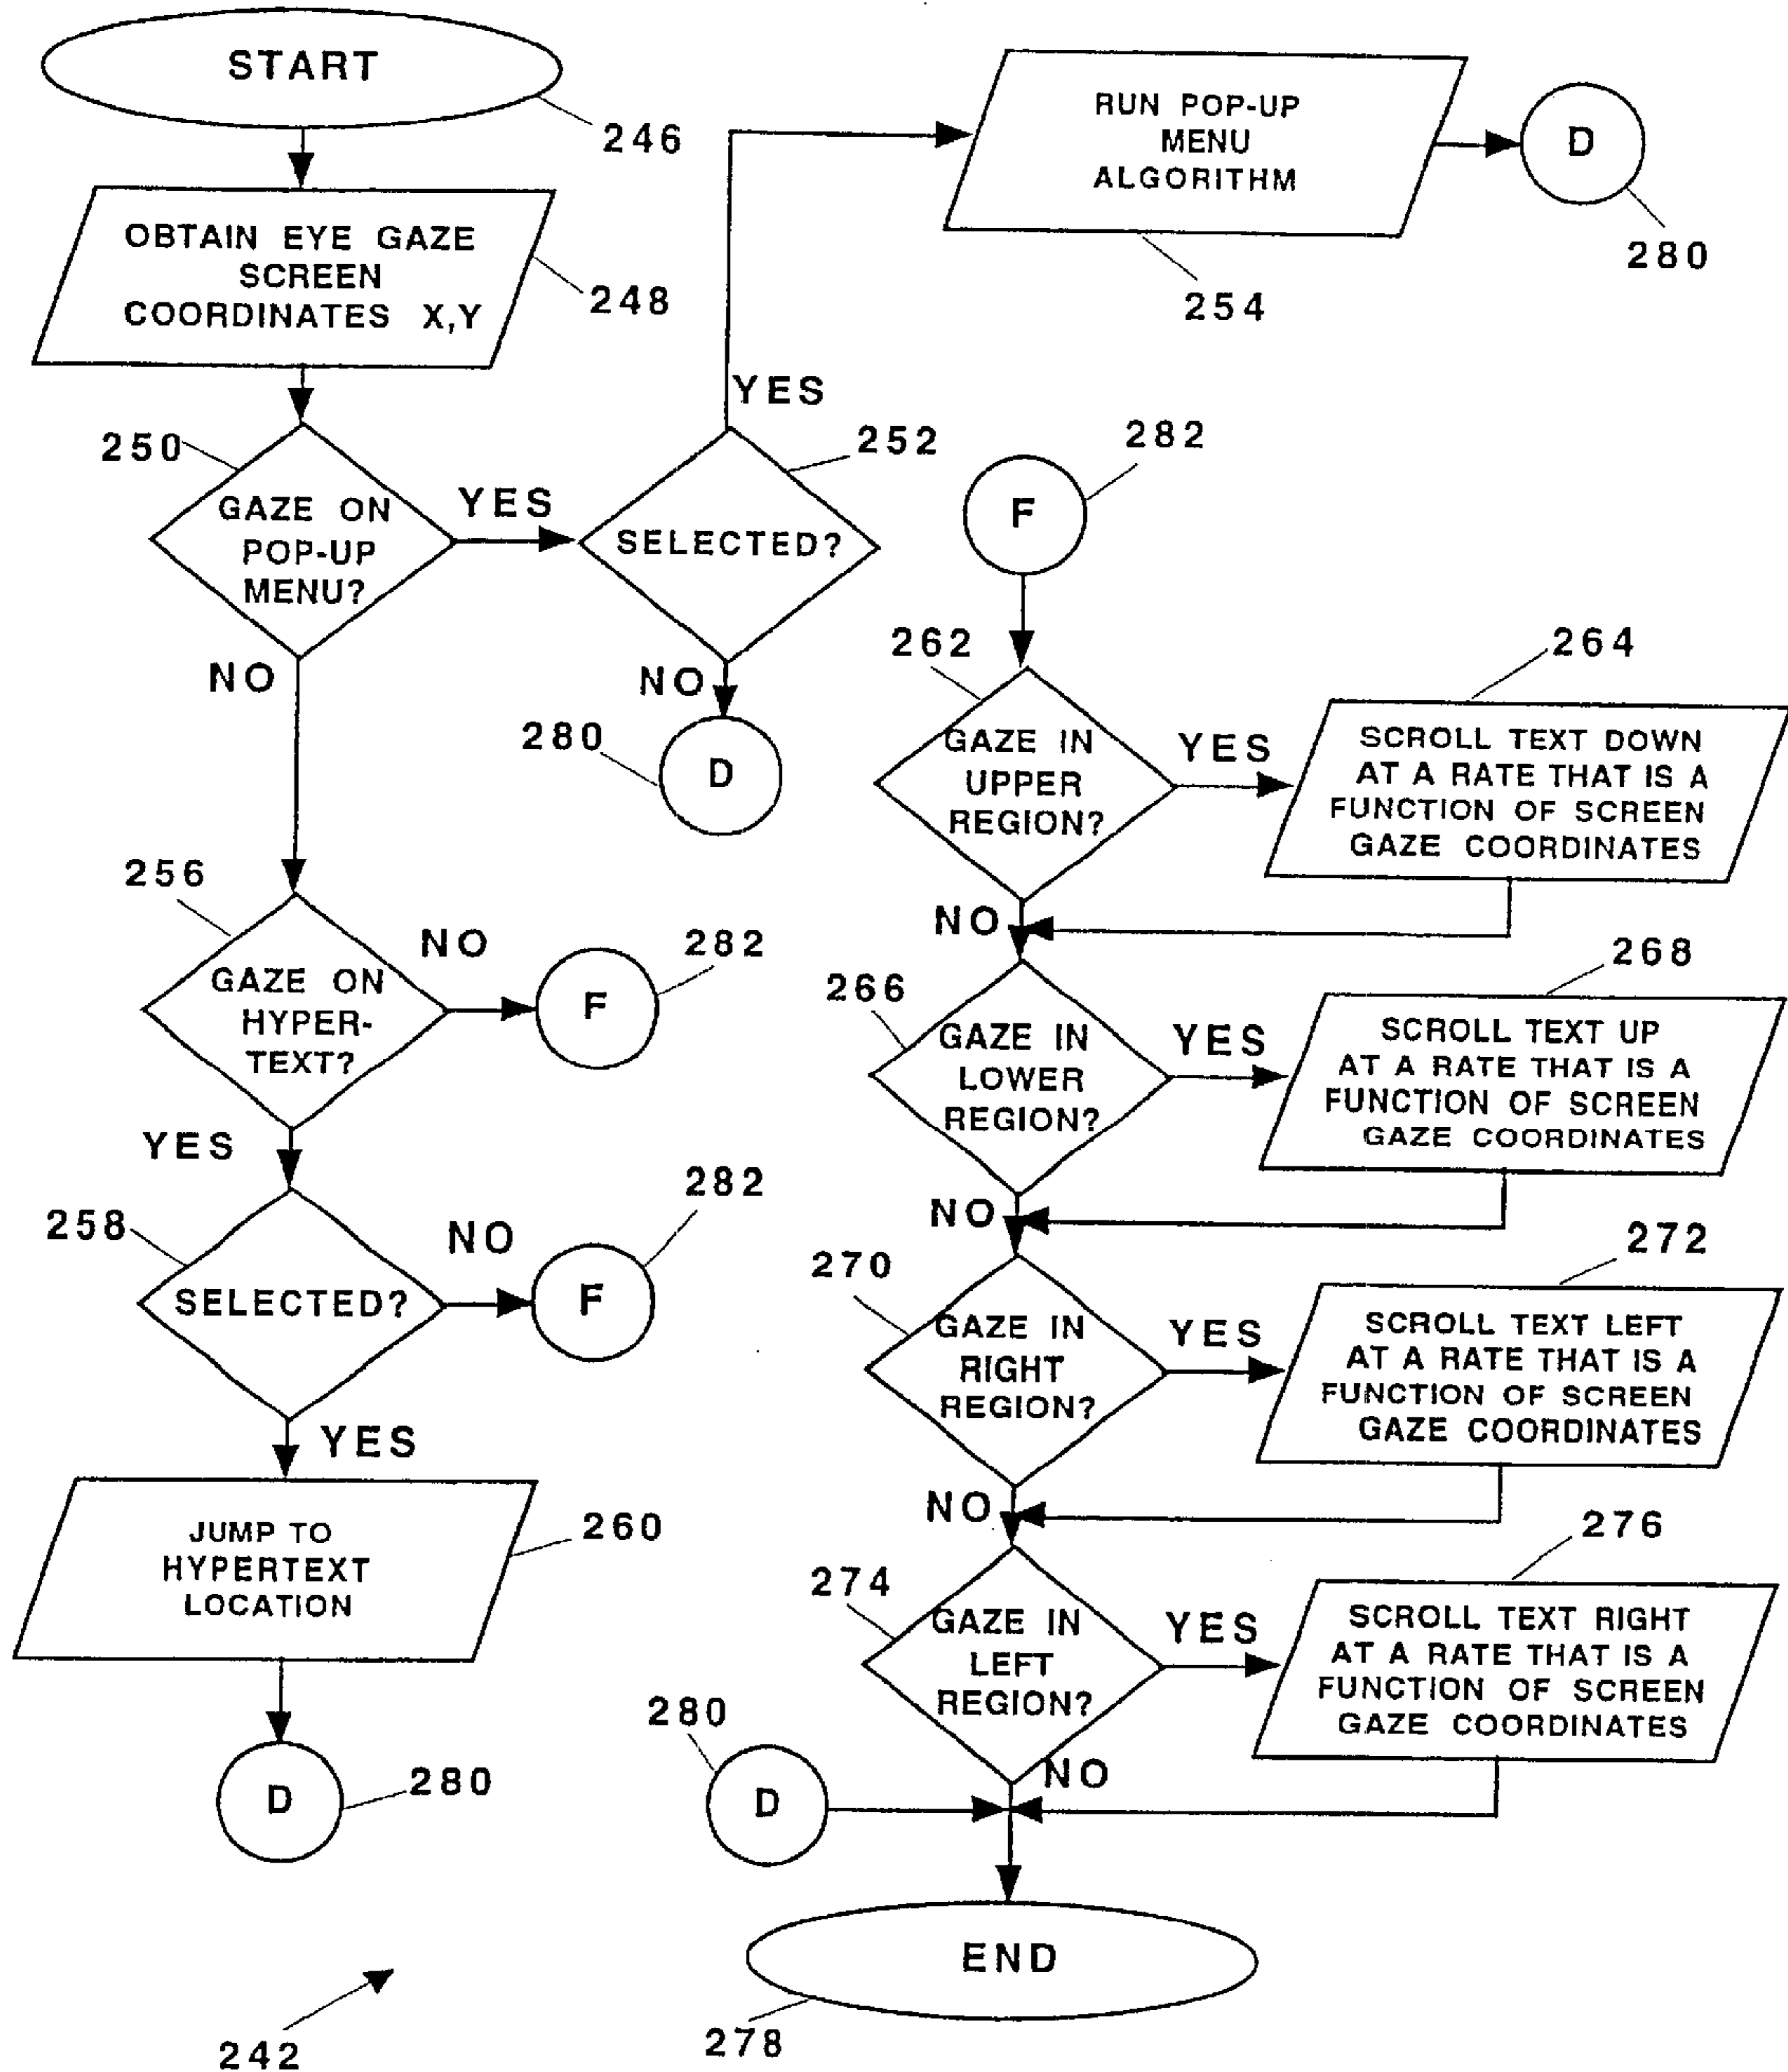 START
246
OBTAIN EYE GAZE
SCREEN
COORDINATES X,Y
248
250
GAZE ON
POP-UP
MENU?
YES
NO
252
SELECTED?
YES
NO
280
D
RUN POP-UP
MENU
ALGORITHM
254
D
280
256
GAZE ON
HYPER-
TEXT?
NO
282
F
YES
258
SELECTED?
NO
282
F
YES
JUMP TO
HYPERTEXT
LOCATION
260
D
280
242
282
F
262
GAZE IN
UPPER
REGION?
YES
264
SCROLL TEXT DOWN
AT A RATE THAT IS A
FUNCTION OF SCREEN
GAZE COORDINATES
NO
266
GAZE IN
LOWER
REGION?
YES
268
SCROLL TEXT UP
AT A RATE THAT IS A
FUNCTION OF SCREEN
GAZE COORDINATES
NO
270
GAZE IN
RIGHT
REGION?
YES
272
SCROLL TEXT LEFT
AT A RATE THAT IS A
FUNCTION OF SCREEN
GAZE COORDINATES
NO
274
GAZE IN
LEFT
REGION?
YES
276
SCROLL TEXT RIGHT
AT A RATE THAT IS A
FUNCTION OF SCREEN
GAZE COORDINATES
NO
280
D
END
278